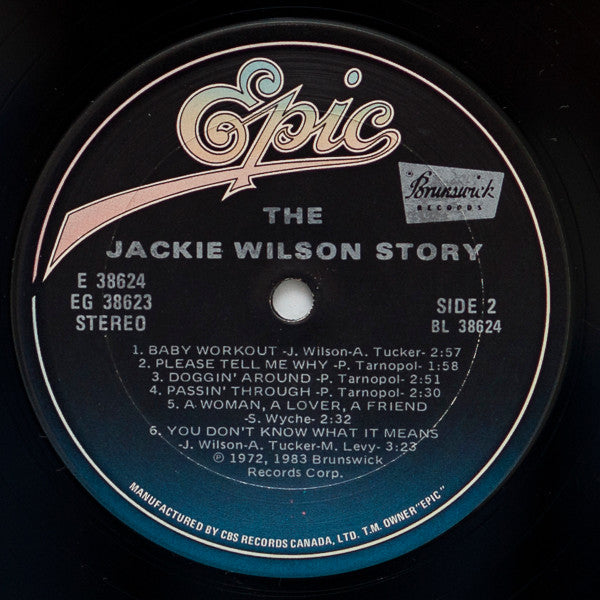 Epic
Brunswick
RECORDS
THE
JACKIE WILSON STORY
E 38624
EG 38623
STEREO
SIDE 2
BL 38624
1. BABY WORKOUT -J. Wilson-A. Tucker- 2:57
2. PLEASE TELL ME WHY -P. Tarnopol- 1:58
3. DOGGIN' AROUND -P. Tarnopol- 2:51
4. PASSIN' THROUGH -P. Tarnopol- 2:30
5. A WOMAN, A LOVER, A FRIEND
-S. Wyche- 2:32
6. YOU DON'T KNOW WHAT IT MEANS
-J. Wilson-A. Tucker-M. Levy- 3:23
℗ 1972, 1983 Brunswick
Records Corp.
MANUFACTURED BY CBS RECORDS CANADA, LTD. T.M. OWNER "EPIC"